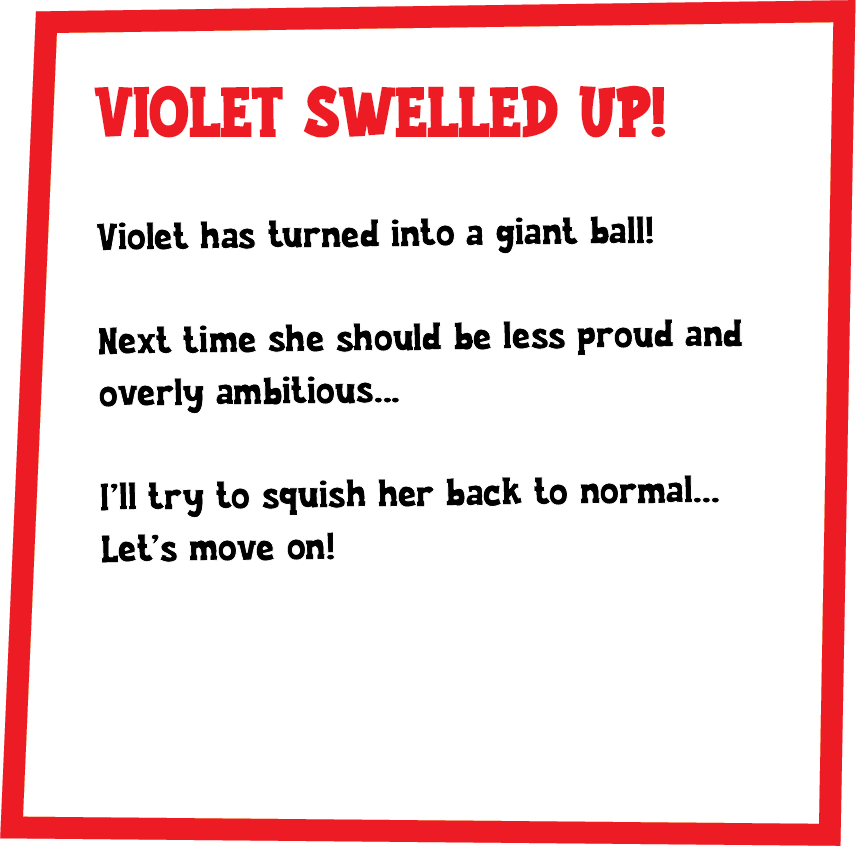 VIOLET SWELLED UP!
Violet has turned into a giant ball!
Next time she should be less proud and
overly ambitious...
I'll try to squish her back to normal...
Let's move on!